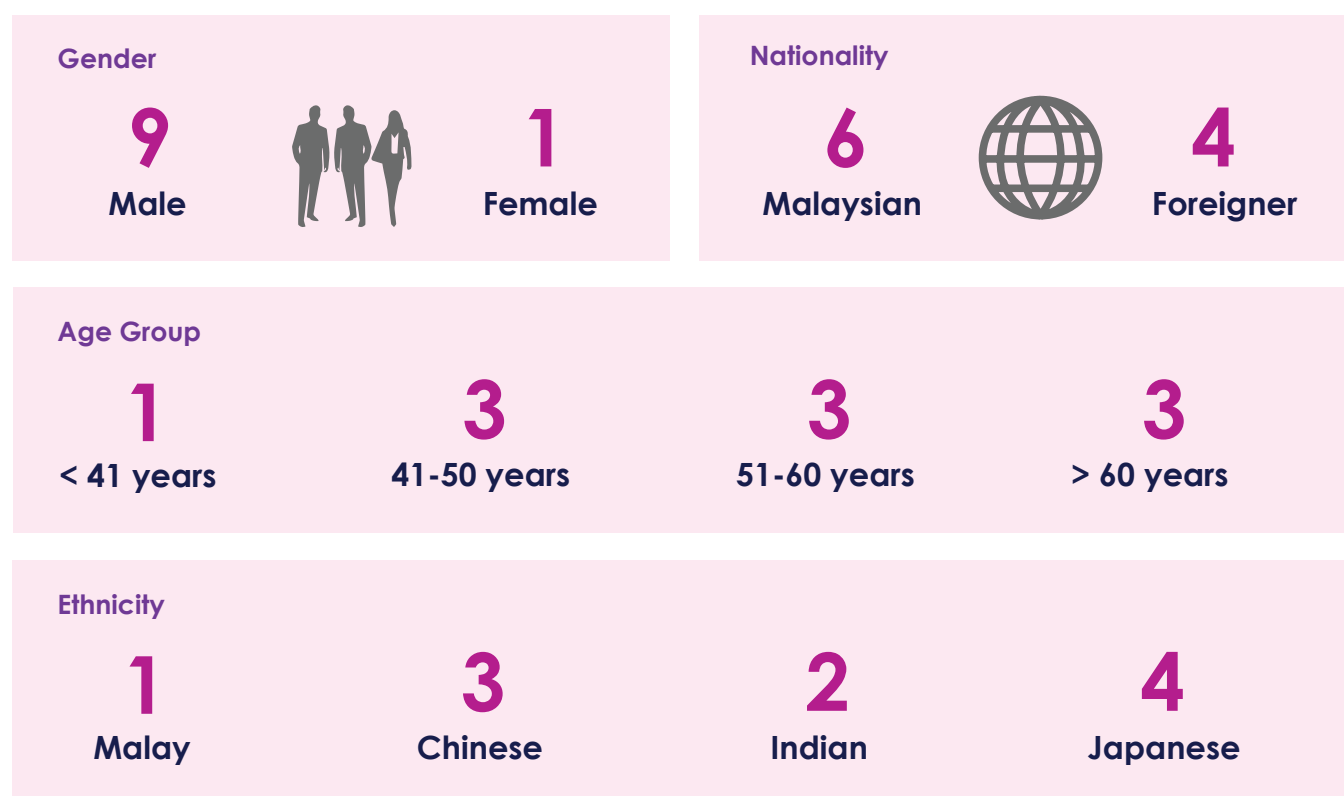 Gender
9
Male
1
Female
Nationality
6
Malaysian
4
Foreigner
Age Group
1
< 41 years
3
41-50 years
3
51-60 years
3
> 60 years
Ethnicity
1
Malay
3
Chinese
2
Indian
4
Japanese